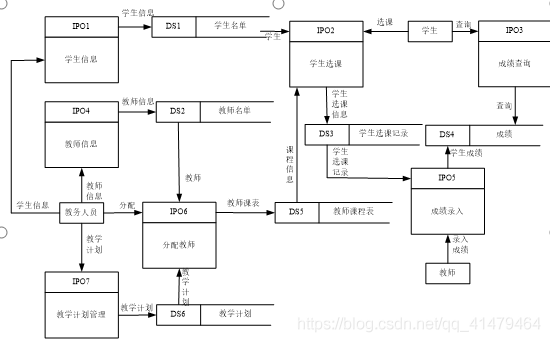 学生信息
IPO1
DS1
学生名单
学生信息
学生
IPO2
学生选课
选课
学生
查询
IPO3
成绩查询
教师信息
IPO4
DS2
教师名单
教师信息
学生
选课
信息
查询
DS3
学生选课记录
DS4
成绩
课
程
信
息
学生
选课
记录
学生成绩
IPO5
成绩录入
教师
信息
教师
学生信息
教务人员
分配
IPO6
分配教师
教师课表
DS5
教师课程表
教学
计划
录入
成绩
教师
教
学
计
划
IPO7
教学计划管理
教学计划
DS6
教学计划
https://blog.csdn.net/qq_41479464